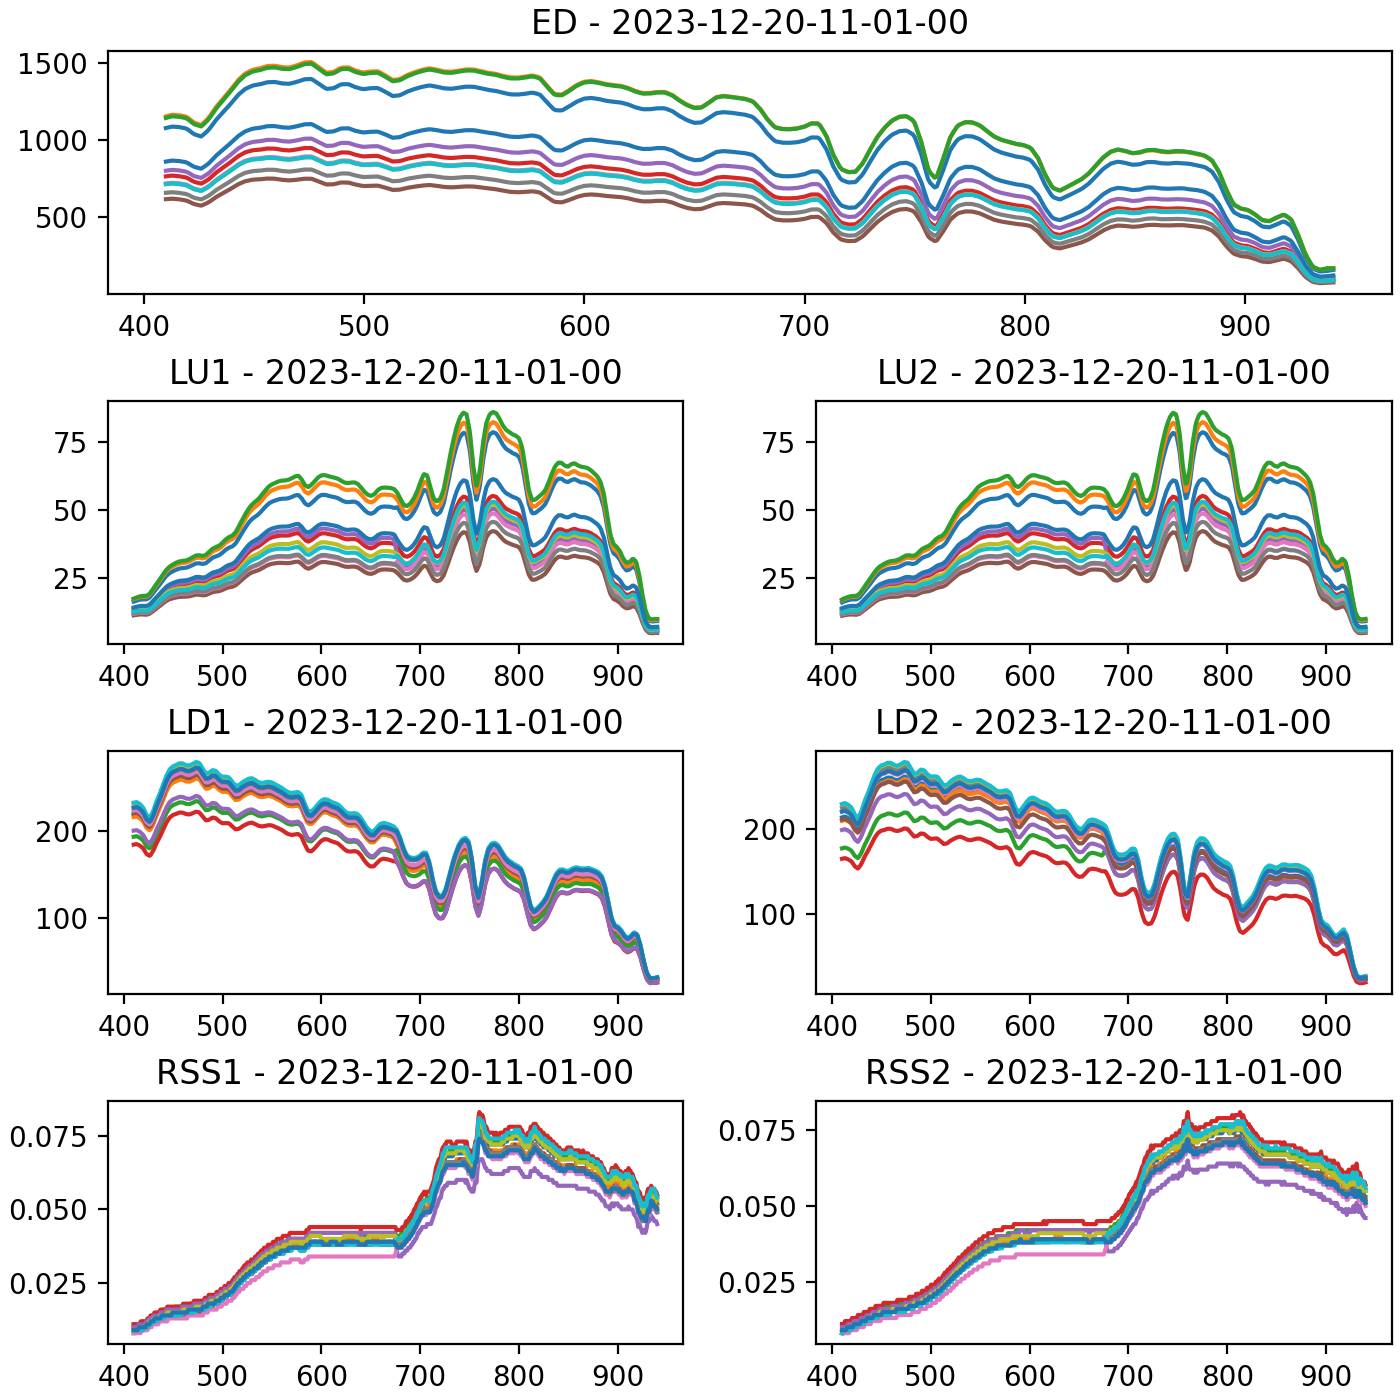 ED - 2023-12-20-11-01-00
1500
1000
500
400 500 600 700 800 900
LU1 - 2023-12-20-11-01-00
75
50
25
400 500 600 700 800 900
LU2 - 2023-12-20-11-01-00
75
50
25
400 500 600 700 800 900
LD1 - 2023-12-20-11-01-00
200
100
400 500 600 700 800 900
LD2 - 2023-12-20-11-01-00
200
100
400 500 600 700 800 900
RSS1 - 2023-12-20-11-01-00
0.075
0.050
0.025
400 500 600 700 800 900
RSS2 - 2023-12-20-11-01-00
0.075
0.050
0.025
400 500 600 700 800 900